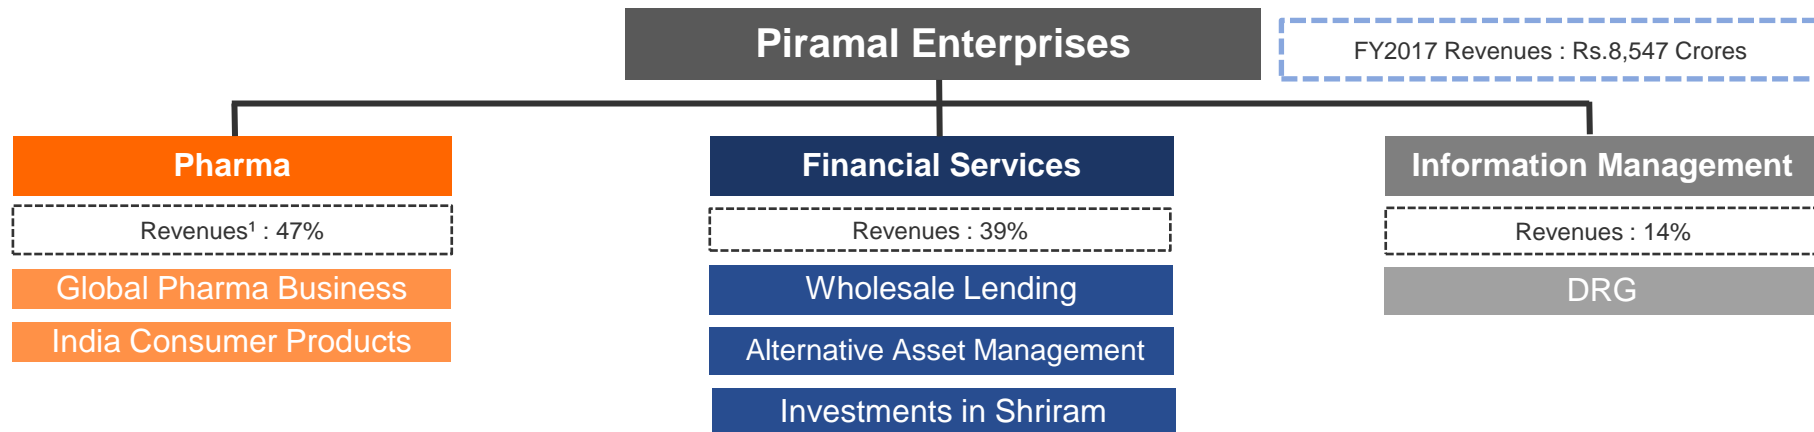 Piramal Enterprises
FY2017 Revenues : Rs.8,547 Crores
Pharma
Revenues¹ : 47%
Global Pharma Business
India Consumer Products
Financial Services
Revenues : 39%
Wholesale Lending
Alternative Asset Management
Investments in Shriram
Information Management
Revenues : 14%
DRG